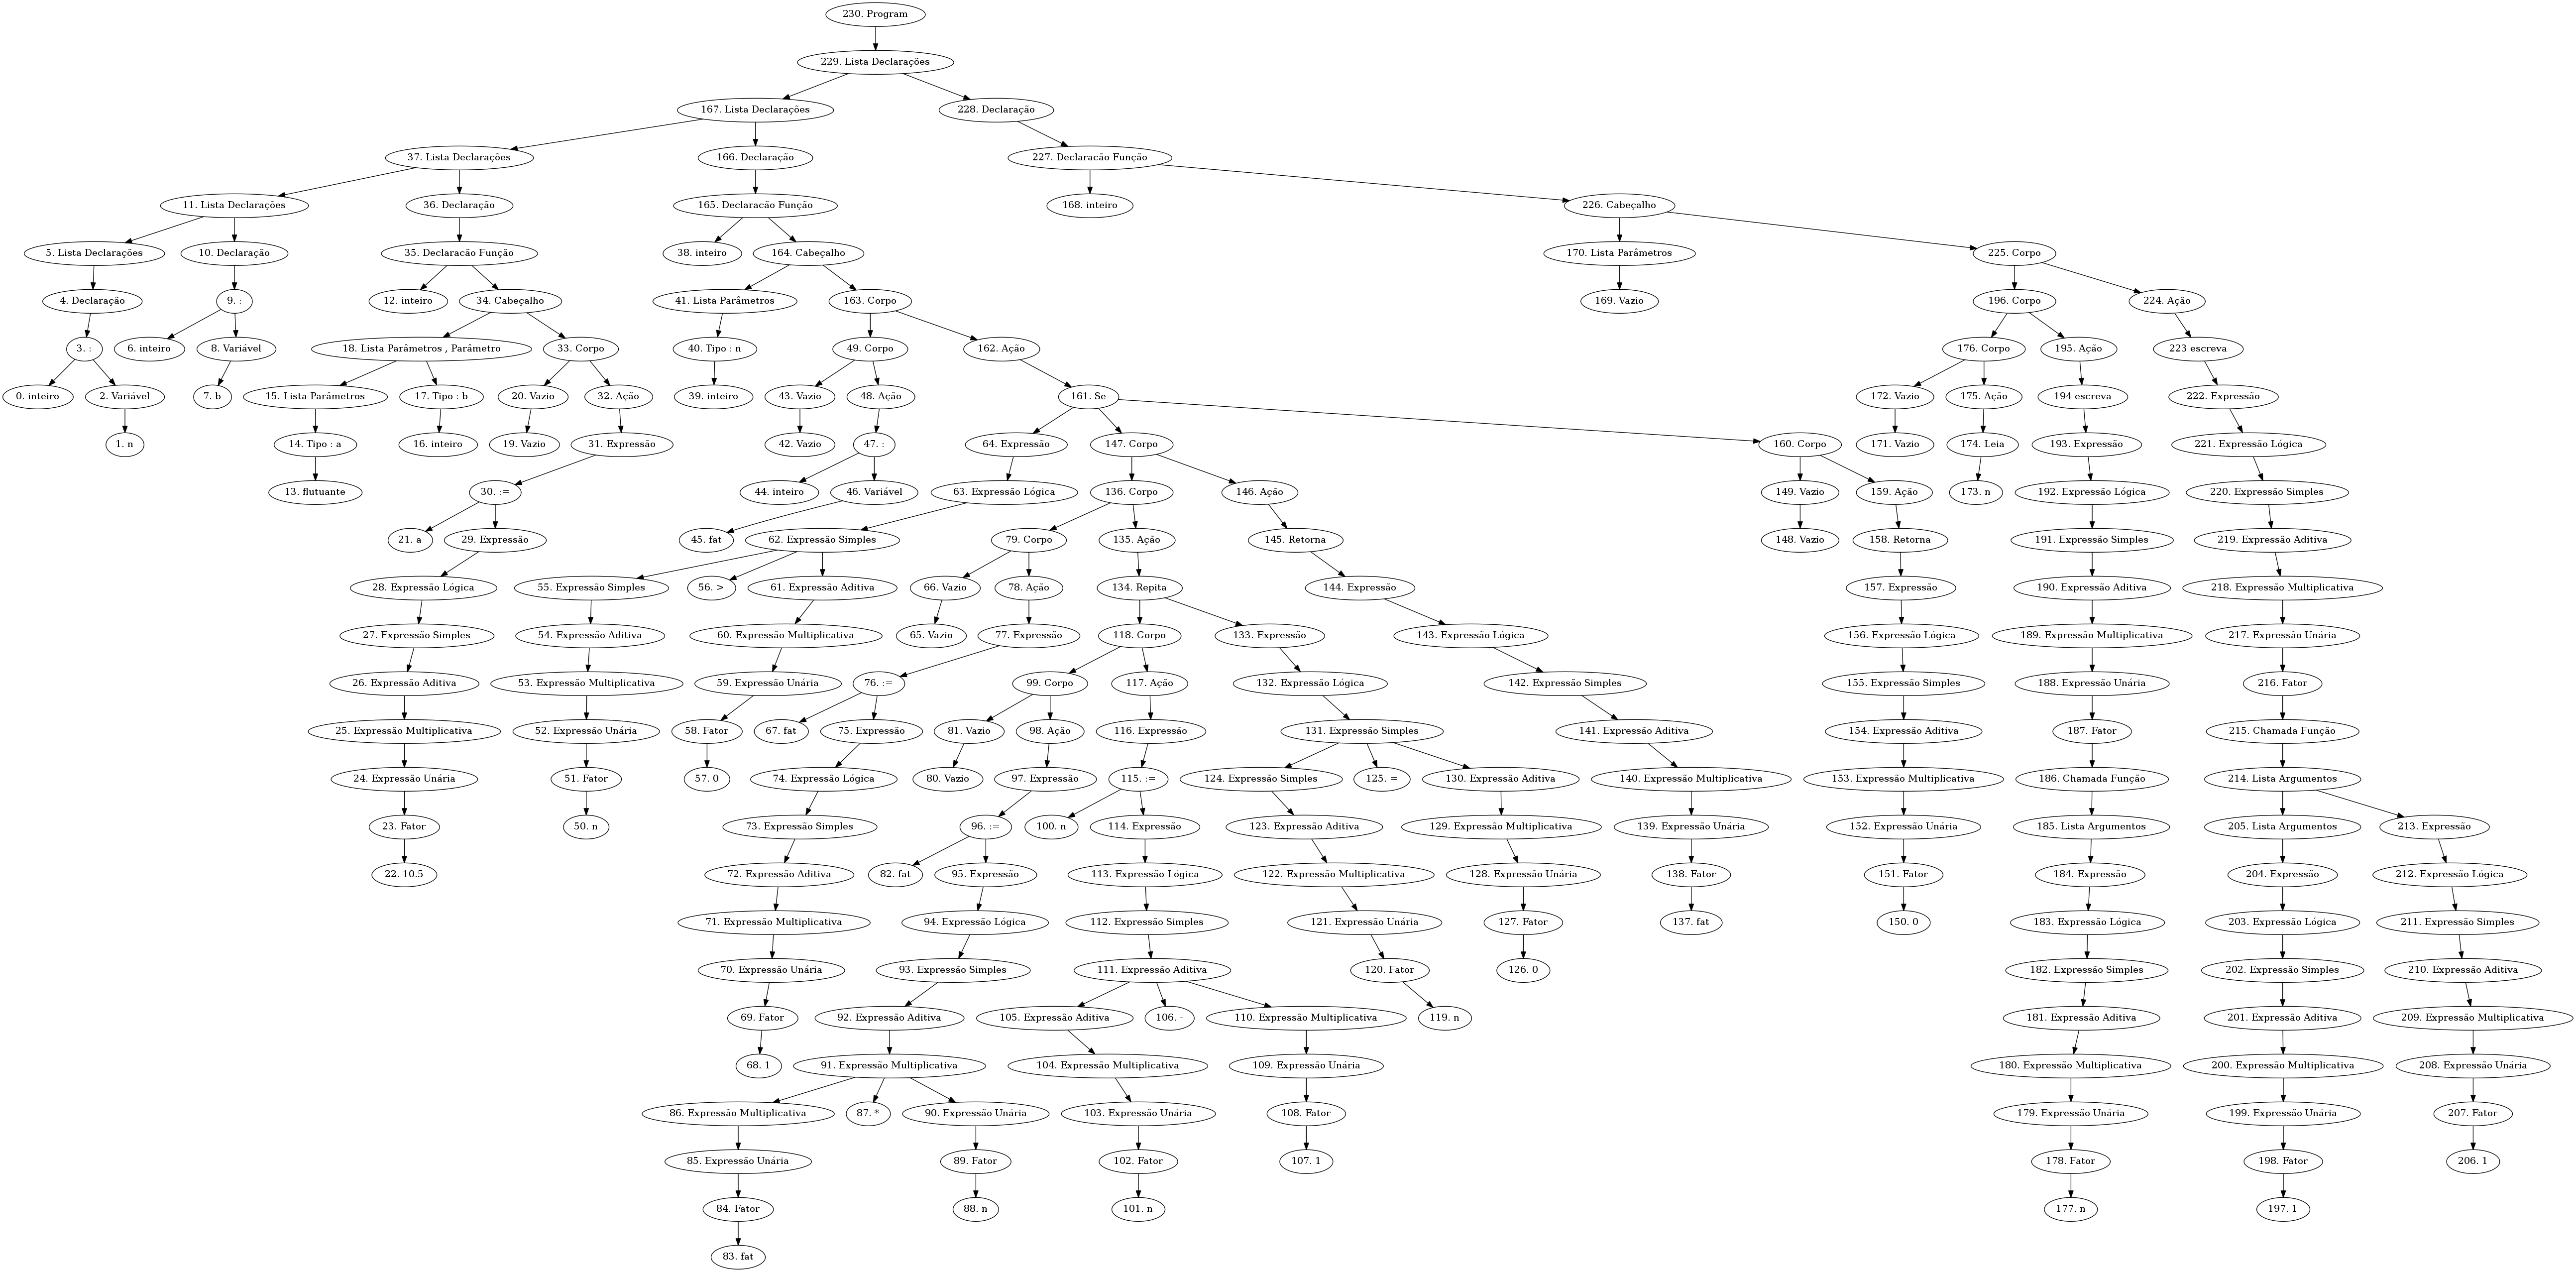 230. Program
229. Lista Declarações
167. Lista Declarações
228. Declaração
37. Lista Declarações
166. Declaração
227. Declaracão Função
11. Lista Declarações
36. Declaração
165. Declaracão Função
168. inteiro
226. Cabeçalho
5. Lista Declarações
10. Declaração
35. Declaracão Função
38. inteiro
164. Cabeçalho
170. Lista Parâmetros
225. Corpo
4. Declaração
9. :
12. inteiro
34. Cabeçalho
41. Lista Parâmetros
163. Corpo
169. Vazio
196. Corpo
224. Ação
3. :
6. inteiro
8. Variável
18. Lista Parâmetros , Parâmetro
33. Corpo
40. Tipo : n
49. Corpo
162. Ação
176. Corpo
195. Ação
223 escreva
0. inteiro
2. Variável
7. b
15. Lista Parâmetros
17. Tipo : b
20. Vazio
32. Ação
39. inteiro
43. Vazio
48. Ação
161. Se
172. Vazio
175. Ação
194 escreva
222. Expressão
1. n
14. Tipo : a
16. inteiro
19. Vazio
31. Expressão
42. Vazio
47. :
64. Expressão
147. Corpo
160. Corpo
171. Vazio
174. Leia
193. Expressão
221. Expressão Lógica
13. flutuante
30. :=
44. inteiro
46. Variável
63. Expressão Lógica
136. Corpo
146. Ação
149. Vazio
159. Ação
173. n
192. Expressão Lógica
220. Expressão Simples
21. a
29. Expressão
45. fat
62. Expressão Simples
79. Corpo
135. Ação
145. Retorna
148. Vazio
158. Retorna
191. Expressão Simples
219. Expressão Aditiva
28. Expressão Lógica
55. Expressão Simples
56. >
61. Expressão Aditiva
66. Vazio
78. Ação
134. Repita
144. Expressão
157. Expressão
190. Expressão Aditiva
218. Expressão Multiplicativa
27. Expressão Simples
54. Expressão Aditiva
60. Expressão Multiplicativa
65. Vazio
77. Expressão
118. Corpo
133. Expressão
143. Expressão Lógica
156. Expressão Lógica
189. Expressão Multiplicativa
217. Expressão Unária
26. Expressão Aditiva
53. Expressão Multiplicativa
59. Expressão Unária
76. :=
99. Corpo
117. Ação
132. Expressão Lógica
142. Expressão Simples
155. Expressão Simples
188. Expressão Unária
216. Fator
25. Expressão Multiplicativa
52. Expressão Unária
58. Fator
67. fat
75. Expressão
81. Vazio
98. Ação
116. Expressão
131. Expressão Simples
141. Expressão Aditiva
154. Expressão Aditiva
187. Fator
215. Chamada Função
24. Expressão Unária
51. Fator
57. 0
74. Expressão Lógica
80. Vazio
97. Expressão
115. :=
124. Expressão Simples
125. =
130. Expressão Aditiva
140. Expressão Multiplicativa
153. Expressão Multiplicativa
186. Chamada Função
214. Lista Argumentos
23. Fator
50. n
73. Expressão Simples
96. :=
100. n
114. Expressão
123. Expressão Aditiva
129. Expressão Multiplicativa
139. Expressão Unária
152. Expressão Unária
185. Lista Argumentos
205. Lista Argumentos
213. Expressão
22. 10.5
72. Expressão Aditiva
82. fat
95. Expressão
113. Expressão Lógica
122. Expressão Multiplicativa
128. Expressão Unária
138. Fator
151. Fator
184. Expressão
204. Expressão
212. Expressão Lógica
71. Expressão Multiplicativa
94. Expressão Lógica
112. Expressão Simples
121. Expressão Unária
127. Fator
137. fat
150. 0
183. Expressão Lógica
203. Expressão Lógica
211. Expressão Simples
70. Expressão Unária
93. Expressão Simples
111. Expressão Aditiva
120. Fator
126. 0
182. Expressão Simples
202. Expressão Simples
210. Expressão Aditiva
69. Fator
92. Expressão Aditiva
105. Expressão Aditiva
106. -
110. Expressão Multiplicativa
119. n
181. Expressão Aditiva
201. Expressão Aditiva
209. Expressão Multiplicativa
68. 1
91. Expressão Multiplicativa
104. Expressão Multiplicativa
109. Expressão Unária
180. Expressão Multiplicativa
200. Expressão Multiplicativa
208. Expressão Unária
86. Expressão Multiplicativa
87. *
90. Expressão Unária
103. Expressão Unária
108. Fator
179. Expressão Unária
199. Expressão Unária
207. Fator
85. Expressão Unária
89. Fator
102. Fator
107. 1
178. Fator
198. Fator
206. 1
84. Fator
88. n
101. n
177. n
197. 1
83. fat